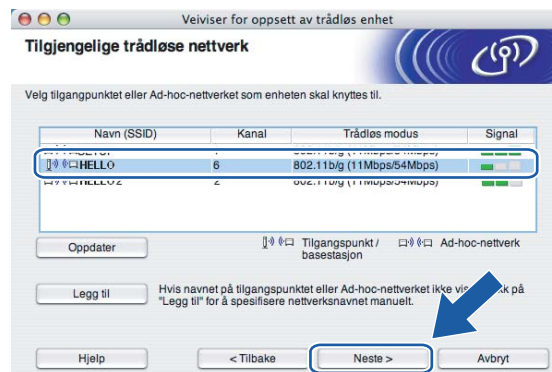 Veiviser for oppsett av trådløs enhet
Tilgjengelige trådløse nettverk
Velg tilgangpunktet eller Ad-hoc-nettverket som enheten skal knyttes til.
Navn (SSID) Kanal Trådløs modus Signal
HELLO 6 802.11b/g (11Mbps/54Mbps)
HELLO2 2 802.11b/g (11Mbps/54Mbps)
Oppdater
Tilgangspunkt / Ad-hoc-nettverk
basestasjon
Legg til
Hvis navnet på tilgangspunktet eller Ad-hoc-nettverket ikke på
"Legg til" for å spesifisere nettverksnavnet manuelt.
Hjelp < Tilbake Neste > Avbryt